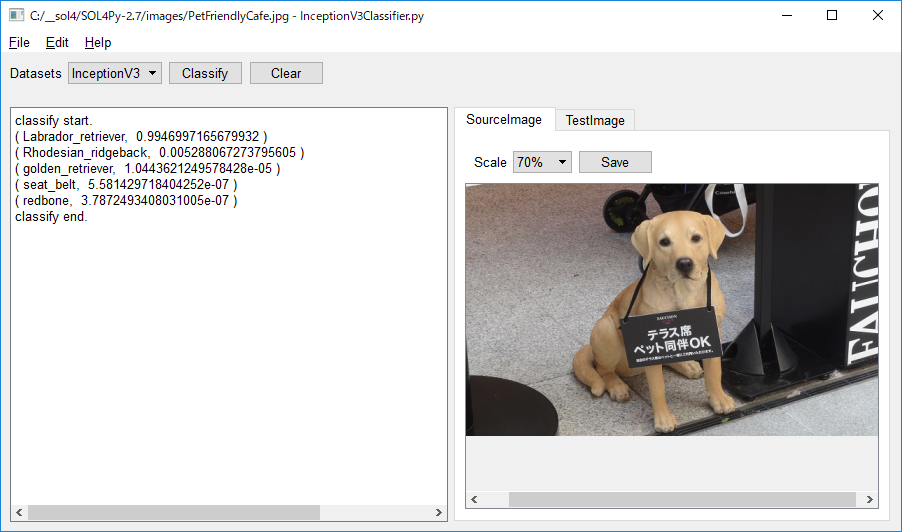 C:/__sol4/SOL4Py-2.7/images/PetFriendlyCafe.jpg - InceptionV3Classifier.py
File Edit Help
Datasets InceptionV3 Classify Clear
classify start.
( Labrador_retriever, 0.9946997165679932 )
( Rhodesian_ridgeback, 0.005288067273795605 )
( golden_retriever, 1.0443621249578428e-05 )
( seat_belt, 5.581429718404252e-07 )
( redbone, 3.7872493408031005e-07 )
classify end.
SourceImage TestImage
Scale 70% Save
テラス席
ペット同伴OK